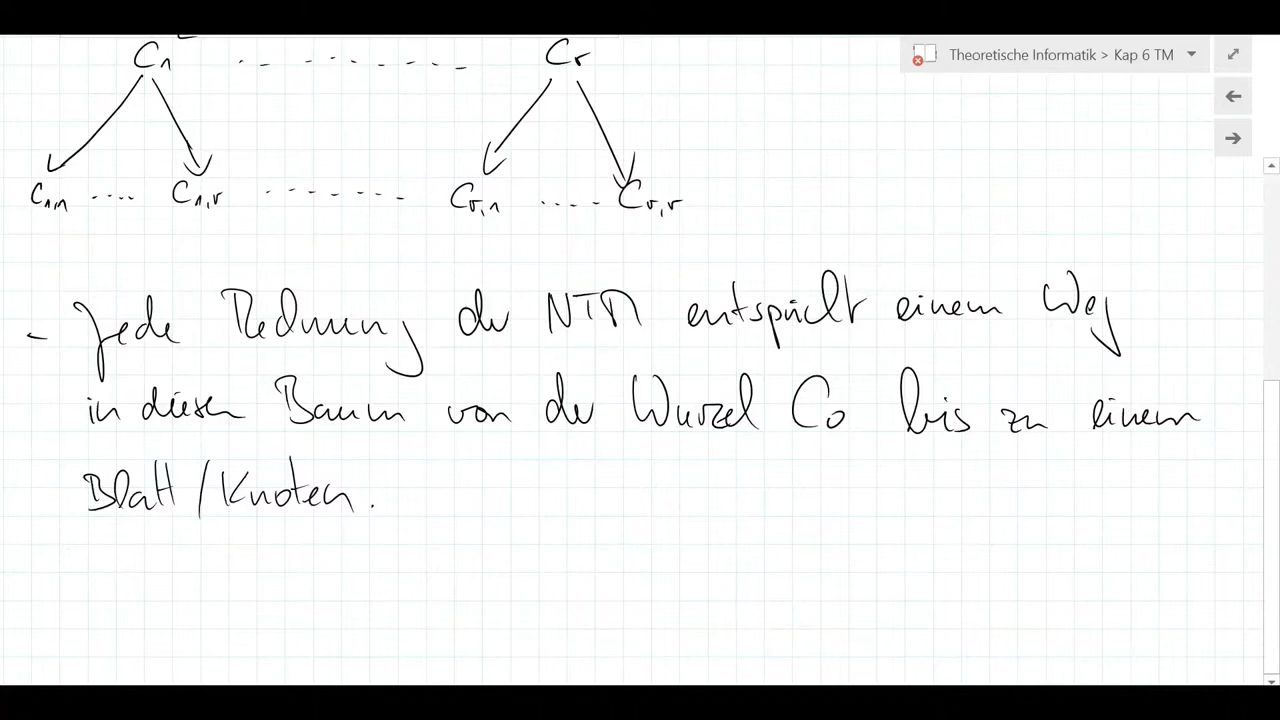 C₁ . . . . . . . . . . Cᵣ
Theoretische Informatik > Kap 6 TM
C₁,₁ .... C₁,ᵣ - - - - - - - - Cᵣ,₁ ..... Cᵣ,ᵣ
- Jede Rechnung der NTM entspricht einem Weg
in diesen Baum von der Wurzel C₀ bis zu einem
Blatt/Knoten.